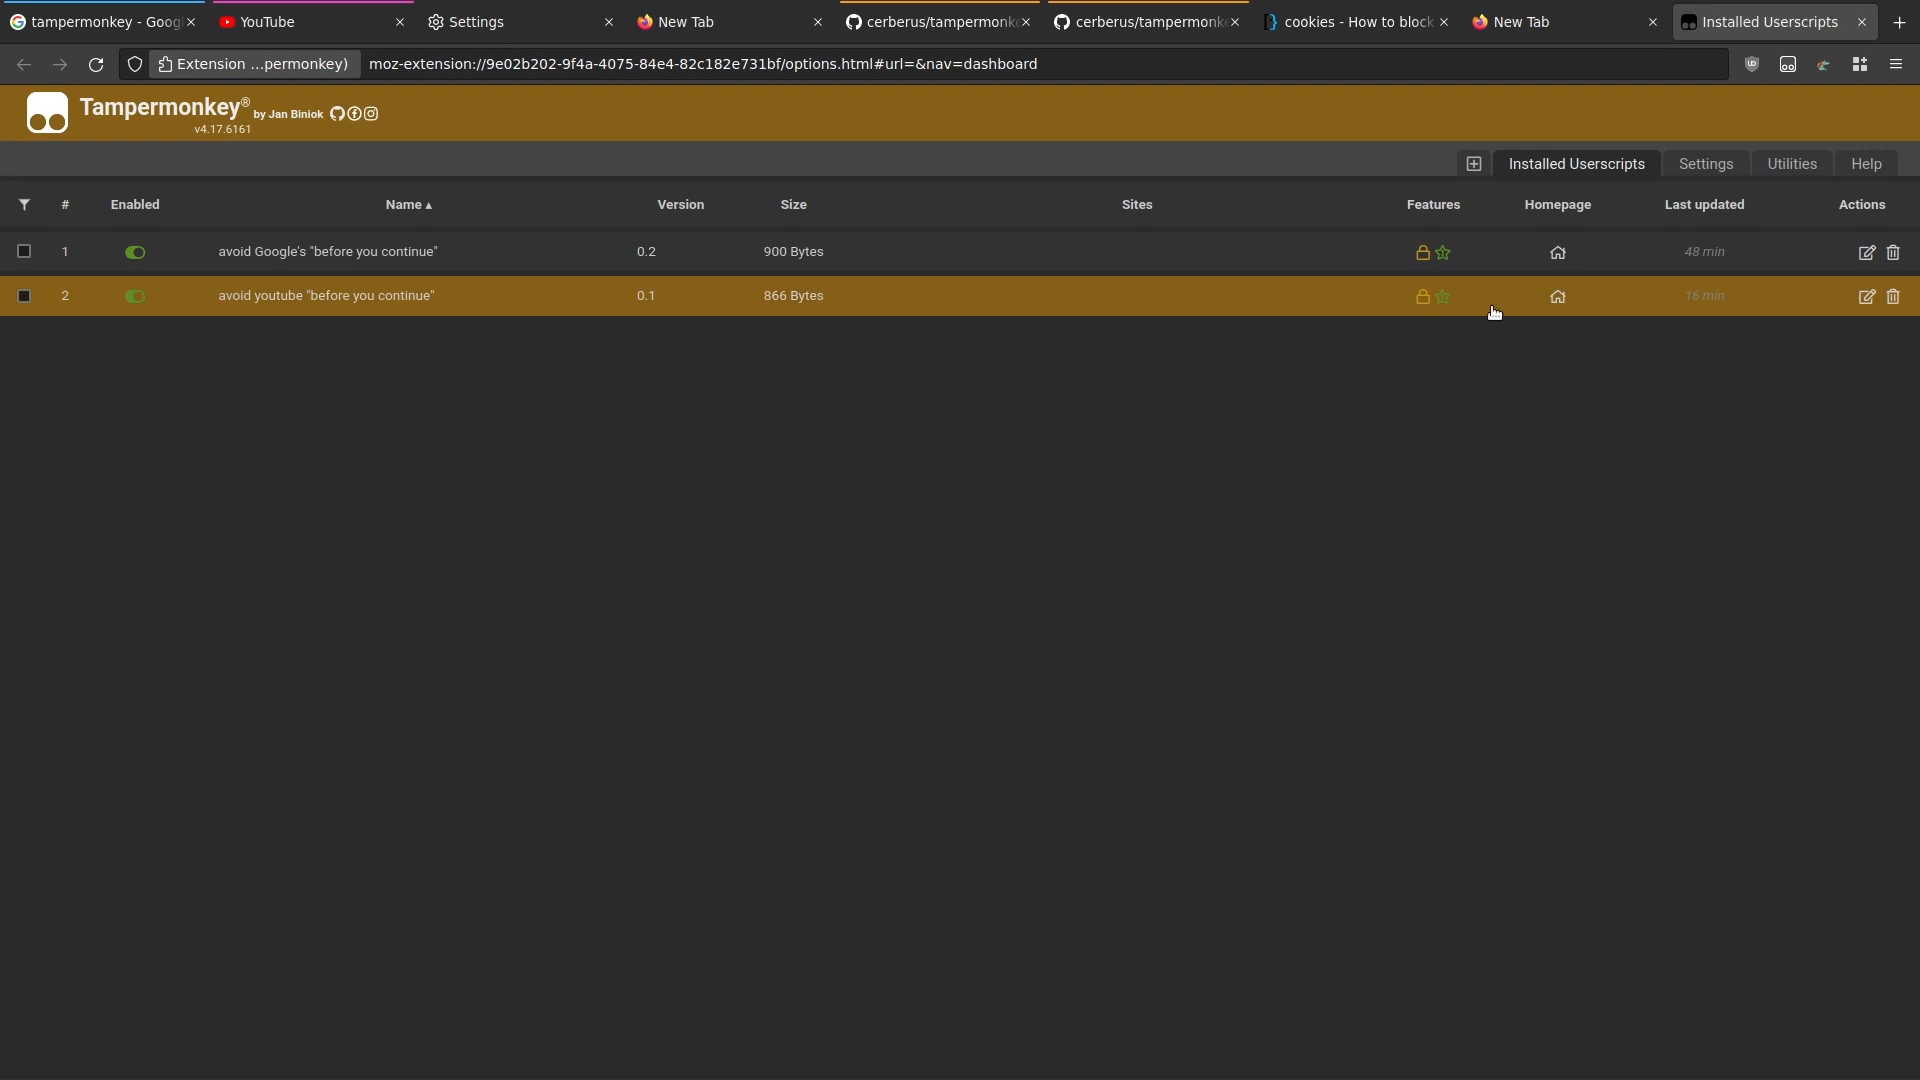 tampermonkey - Goog
YouTube
Settings
New Tab
cerberus/tampermonk
cerberus/tampermonk
cookies - How to block
New Tab
Installed Userscripts
Extension ...permonkey)
moz-extension://9e02b202-9f4a-4075-84e4-82c182e731bf/options.html#url=&nav=dashboard
Tampermonkey® by Jan Biniok
v4.17.6161
Installed Userscripts
Settings
Utilities
Help
# Enabled Name ▴ Version Size Sites Features Homepage Last updated Actions
1 avoid Google's "before you continue" 0.2 900 Bytes 48 min
2 avoid youtube "before you continue" 0.1 866 Bytes 16 min